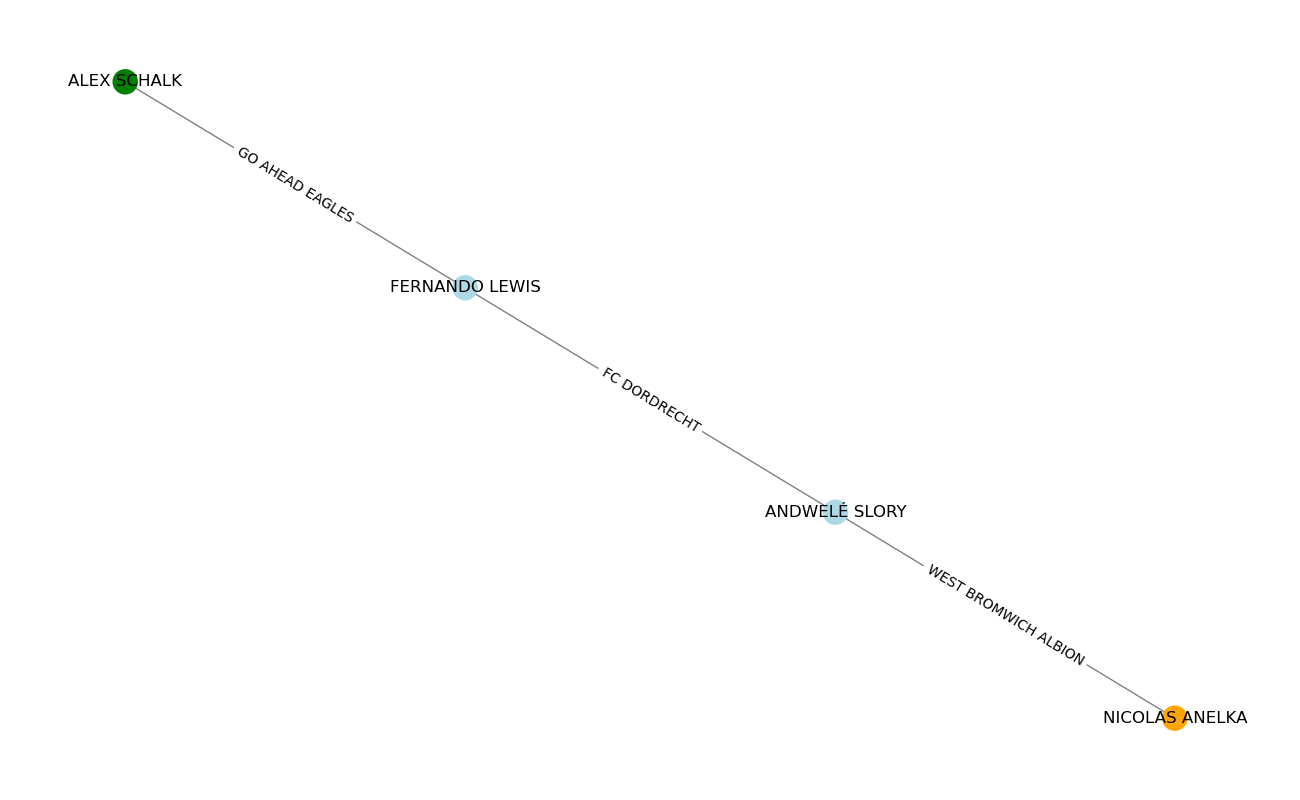 ALEX SCHALK
GO AHEAD EAGLES
FERNANDO LEWIS
FC DORDRECHT
ANDWELÉ SLORY
WEST BROMWICH ALBION
NICOLAS ANELKA